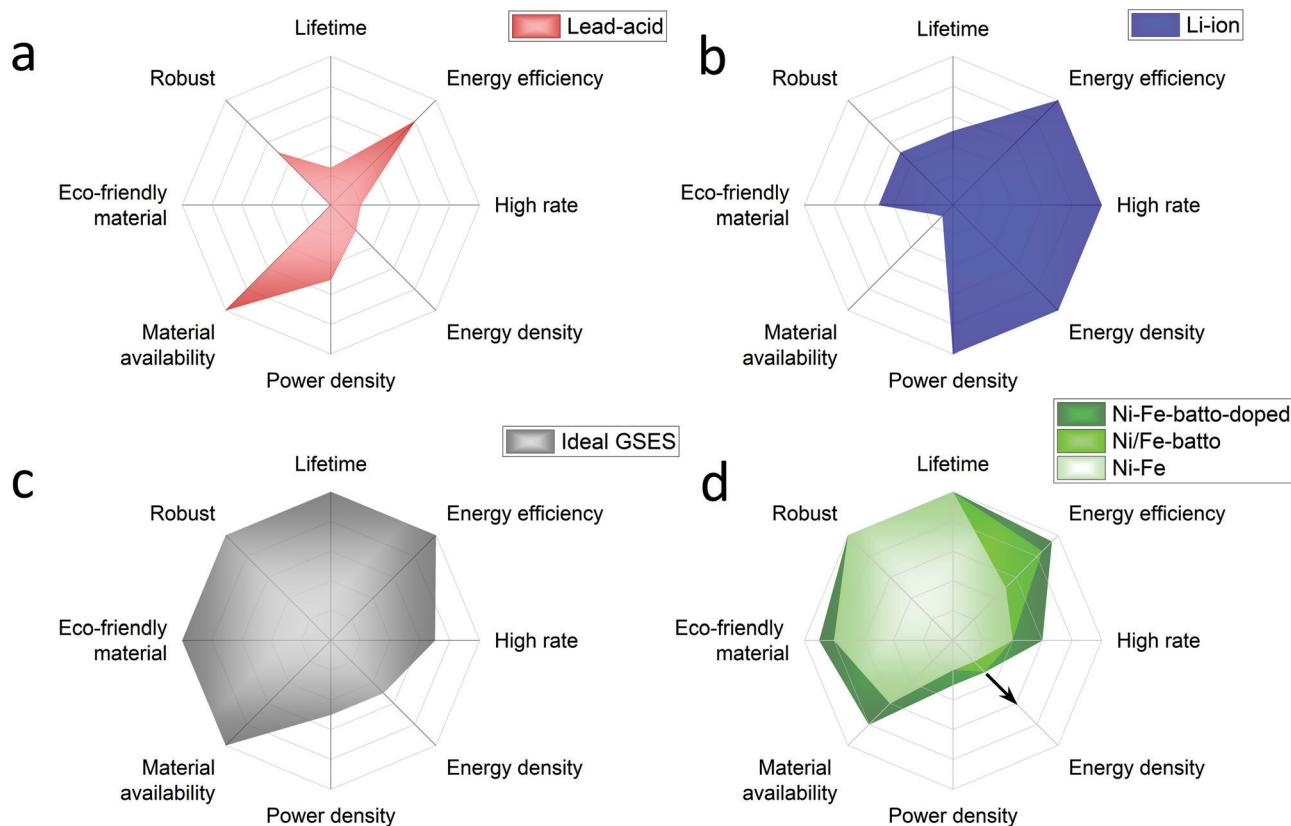 a
Lifetime
Lead-acid
Robust
Energy efficiency
Eco-friendly
material
High rate
Material
availability
Energy density
Power density
b
Lifetime
Li-ion
Robust
Energy efficiency
Eco-friendly
material
High rate
Material
availability
Energy density
Power density
c
Lifetime
Ideal GSES
Robust
Energy efficiency
Eco-friendly
material
High rate
Material
availability
Energy density
Power density
d
Lifetime
Ni-Fe-batto-doped
Ni/Fe-batto
Ni-Fe
Robust
Energy efficiency
Eco-friendly
material
High rate
Material
availability
Energy density
Power density